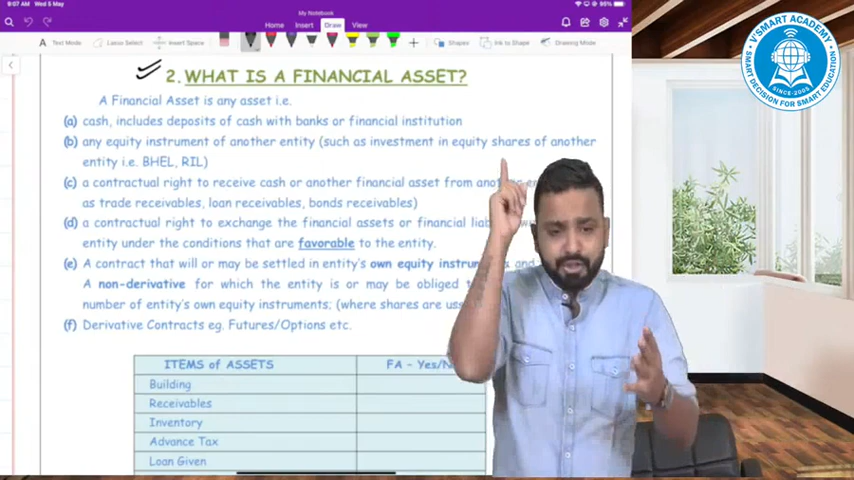 9:07 AM Wed 5 May
My Notebook
95%
Home Insert Draw View
Text Mode Lasso Select Insert Space Shapes Ink to Shape Drawing Mode
2. WHAT IS A FINANCIAL ASSET?
A Financial Asset is any asset i.e.
(a) cash, includes deposits of cash with banks or financial institution
(b) any equity instrument of another entity (such as investment in equity shares of another
entity i.e. BHEL, RIL)
(c) a contractual right to receive cash or another financial asset from
as trade receivables, loan receivables, bonds receivables)
(d) a contractual right to exchange the financial assets or financial
entity under the conditions that are favorable to the entity.
(e) A contract that will or may be settled in entity's own equity
A non-derivative for which the entity is or may be obliged
number of entity's own equity instruments; (where shares are
(f) Derivative Contracts eg. Futures/Options etc.
ITEMS of ASSETS FA - Yes/
Building
Receivables
Inventory
Advance Tax
Loan Given
V'SMART ACADEMY
SINCE-2005
SMART DECISION FOR SMART EDUCATION